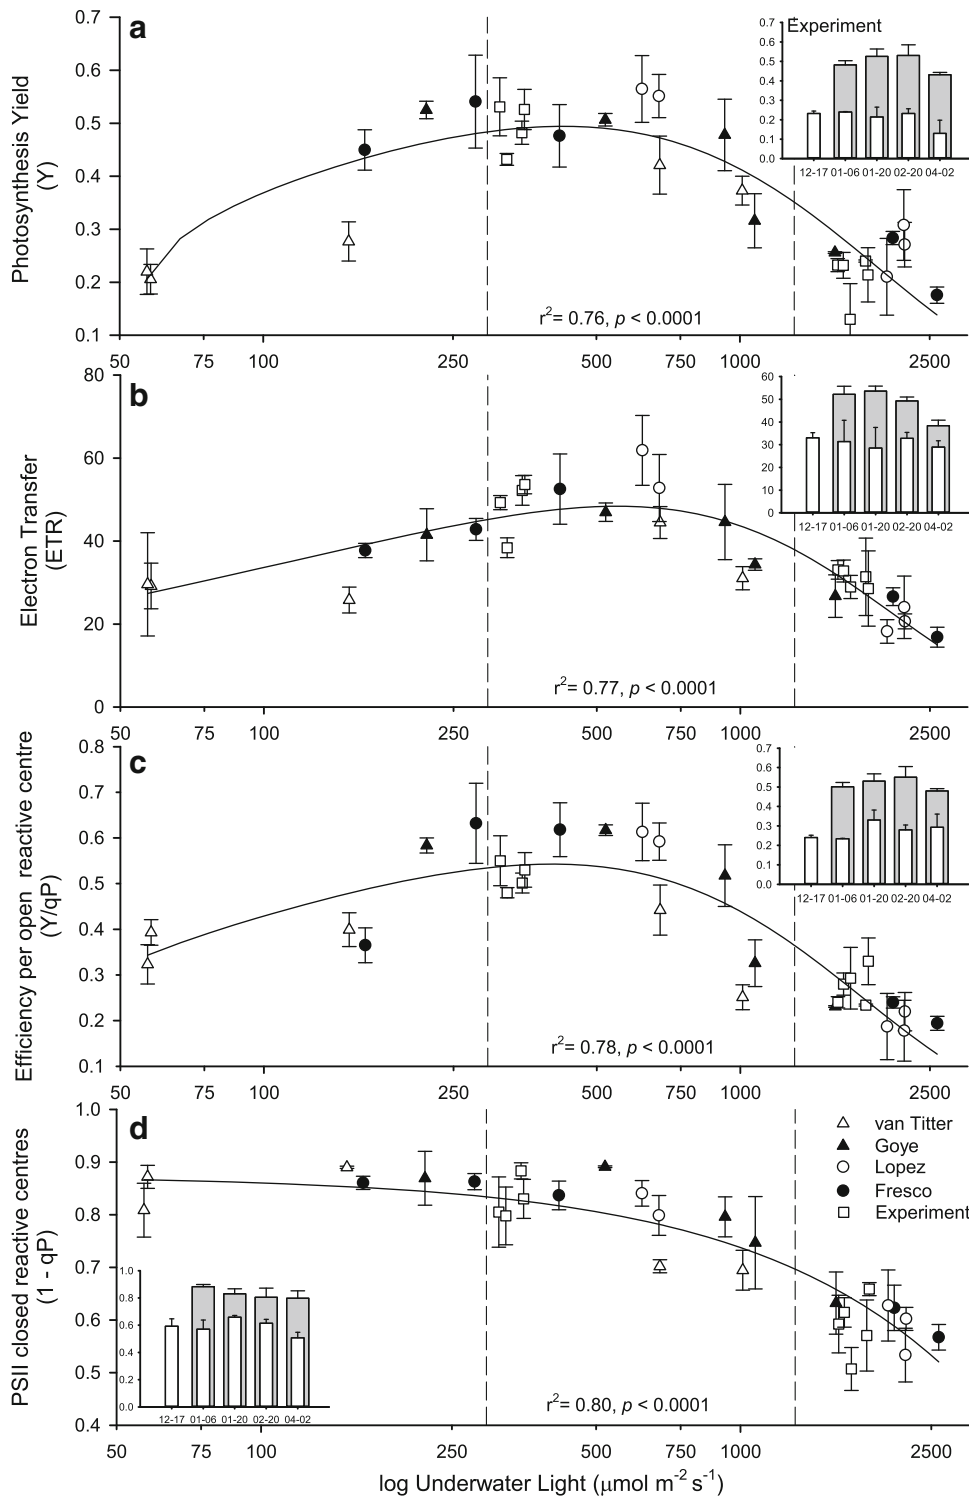 a
Photosynthesis Yield
(Y)
0.7
0.6
0.5
0.4
0.3
0.2
0.1
50 75 100 250 500 750 1000 2500
r2= 0.76, p < 0.0001
Experiment
0.7
0.6
0.5
0.4
0.3
0.2
0.1
0.0
12-17 01-06 01-20 02-20 04-02
b
Electron Transfer
(ETR)
80
60
40
20
0
50 75 100 250 500 750 1000 2500
r2= 0.77, p < 0.0001
60
50
40
30
20
10
0
12-17 01-06 01-20 02-20 04-02
c
Efficiency per open reactive centre
(Y/qP)
0.8
0.7
0.6
0.5
0.4
0.3
0.2
0.1
50 75 100 250 500 750 1000 2500
r2= 0.78, p < 0.0001
0.7
0.6
0.5
0.4
0.3
0.2
0.1
0.0
12-17 01-06 01-20 02-20 04-02
d
PSII closed reactive centres
(1 - qP)
1.0
0.9
0.8
0.7
0.6
0.5
0.4
50 75 100 250 500 750 1000 2500
r2= 0.80, p < 0.0001
van Titter
Goye
Lopez
Fresco
Experiment
1.0
0.8
0.6
0.4
0.2
0.0
12-17 01-06 01-20 02-20 04-02
log Underwater Light (μmol m-2 s-1)